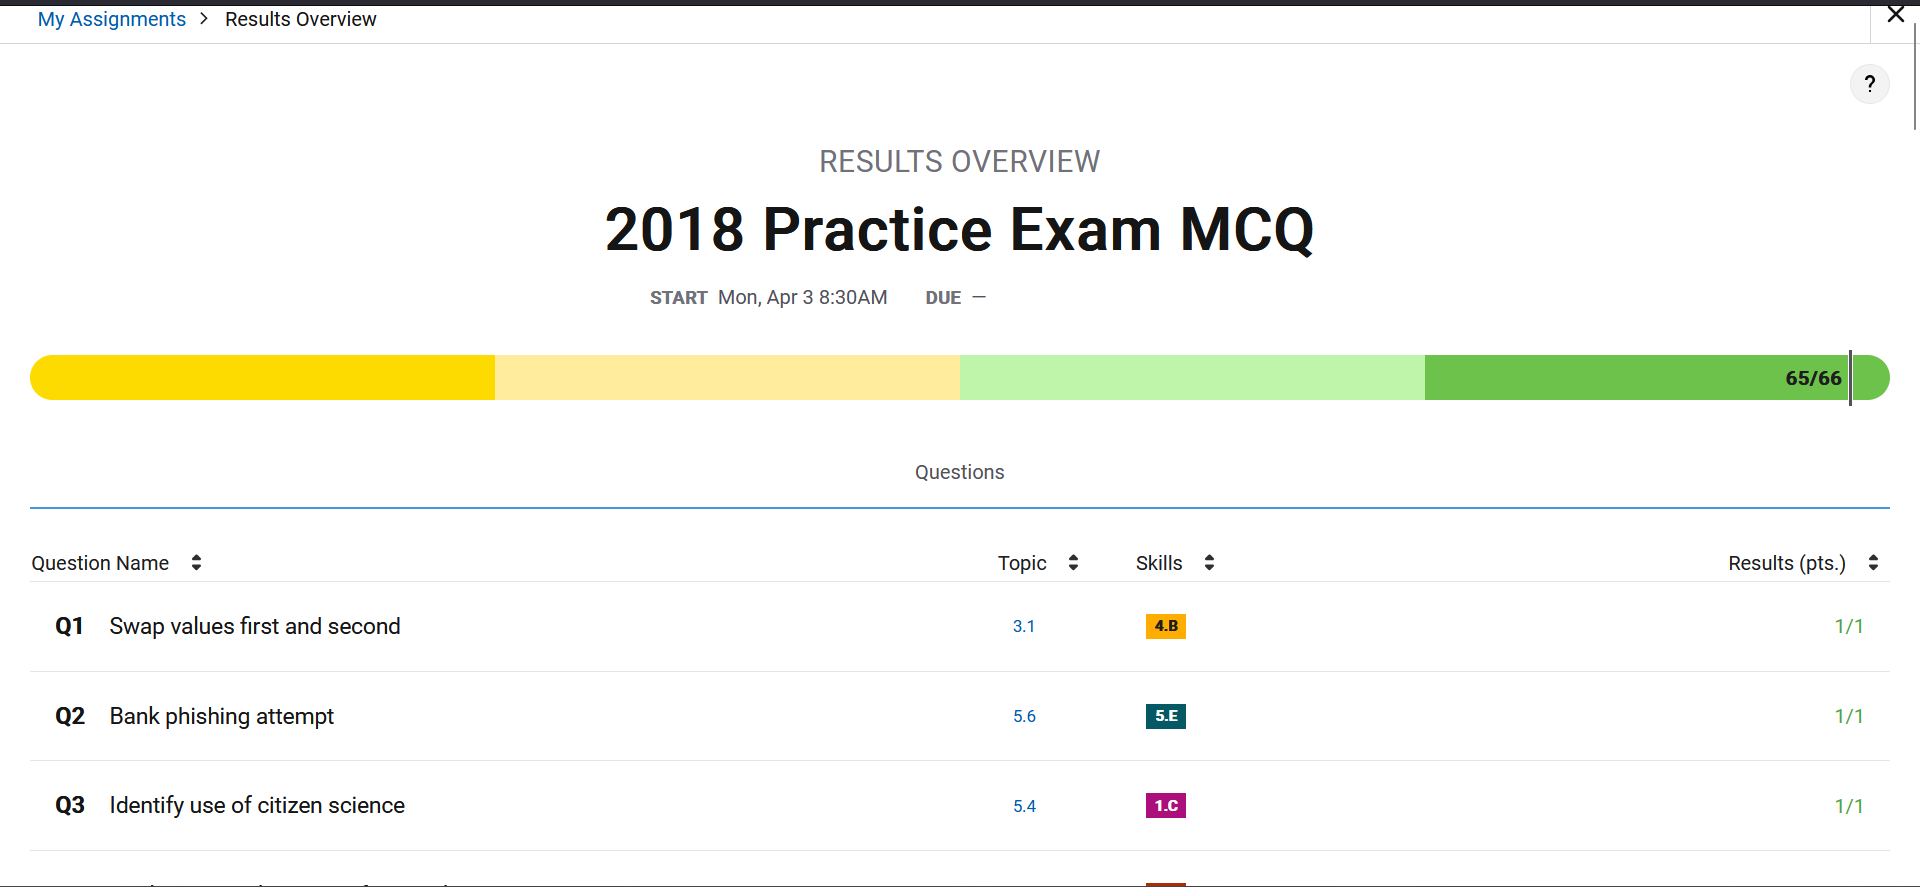 My Assignments > Results Overview
?
RESULTS OVERVIEW
2018 Practice Exam MCQ
START Mon, Apr 3 8:30AM DUE —
65/66
Questions
Question Name Topic Skills Results (pts.)
Q1 Swap values first and second 3.1 4.B 1/1
Q2 Bank phishing attempt 5.6 5.E 1/1
Q3 Identify use of citizen science 5.4 1.C 1/1